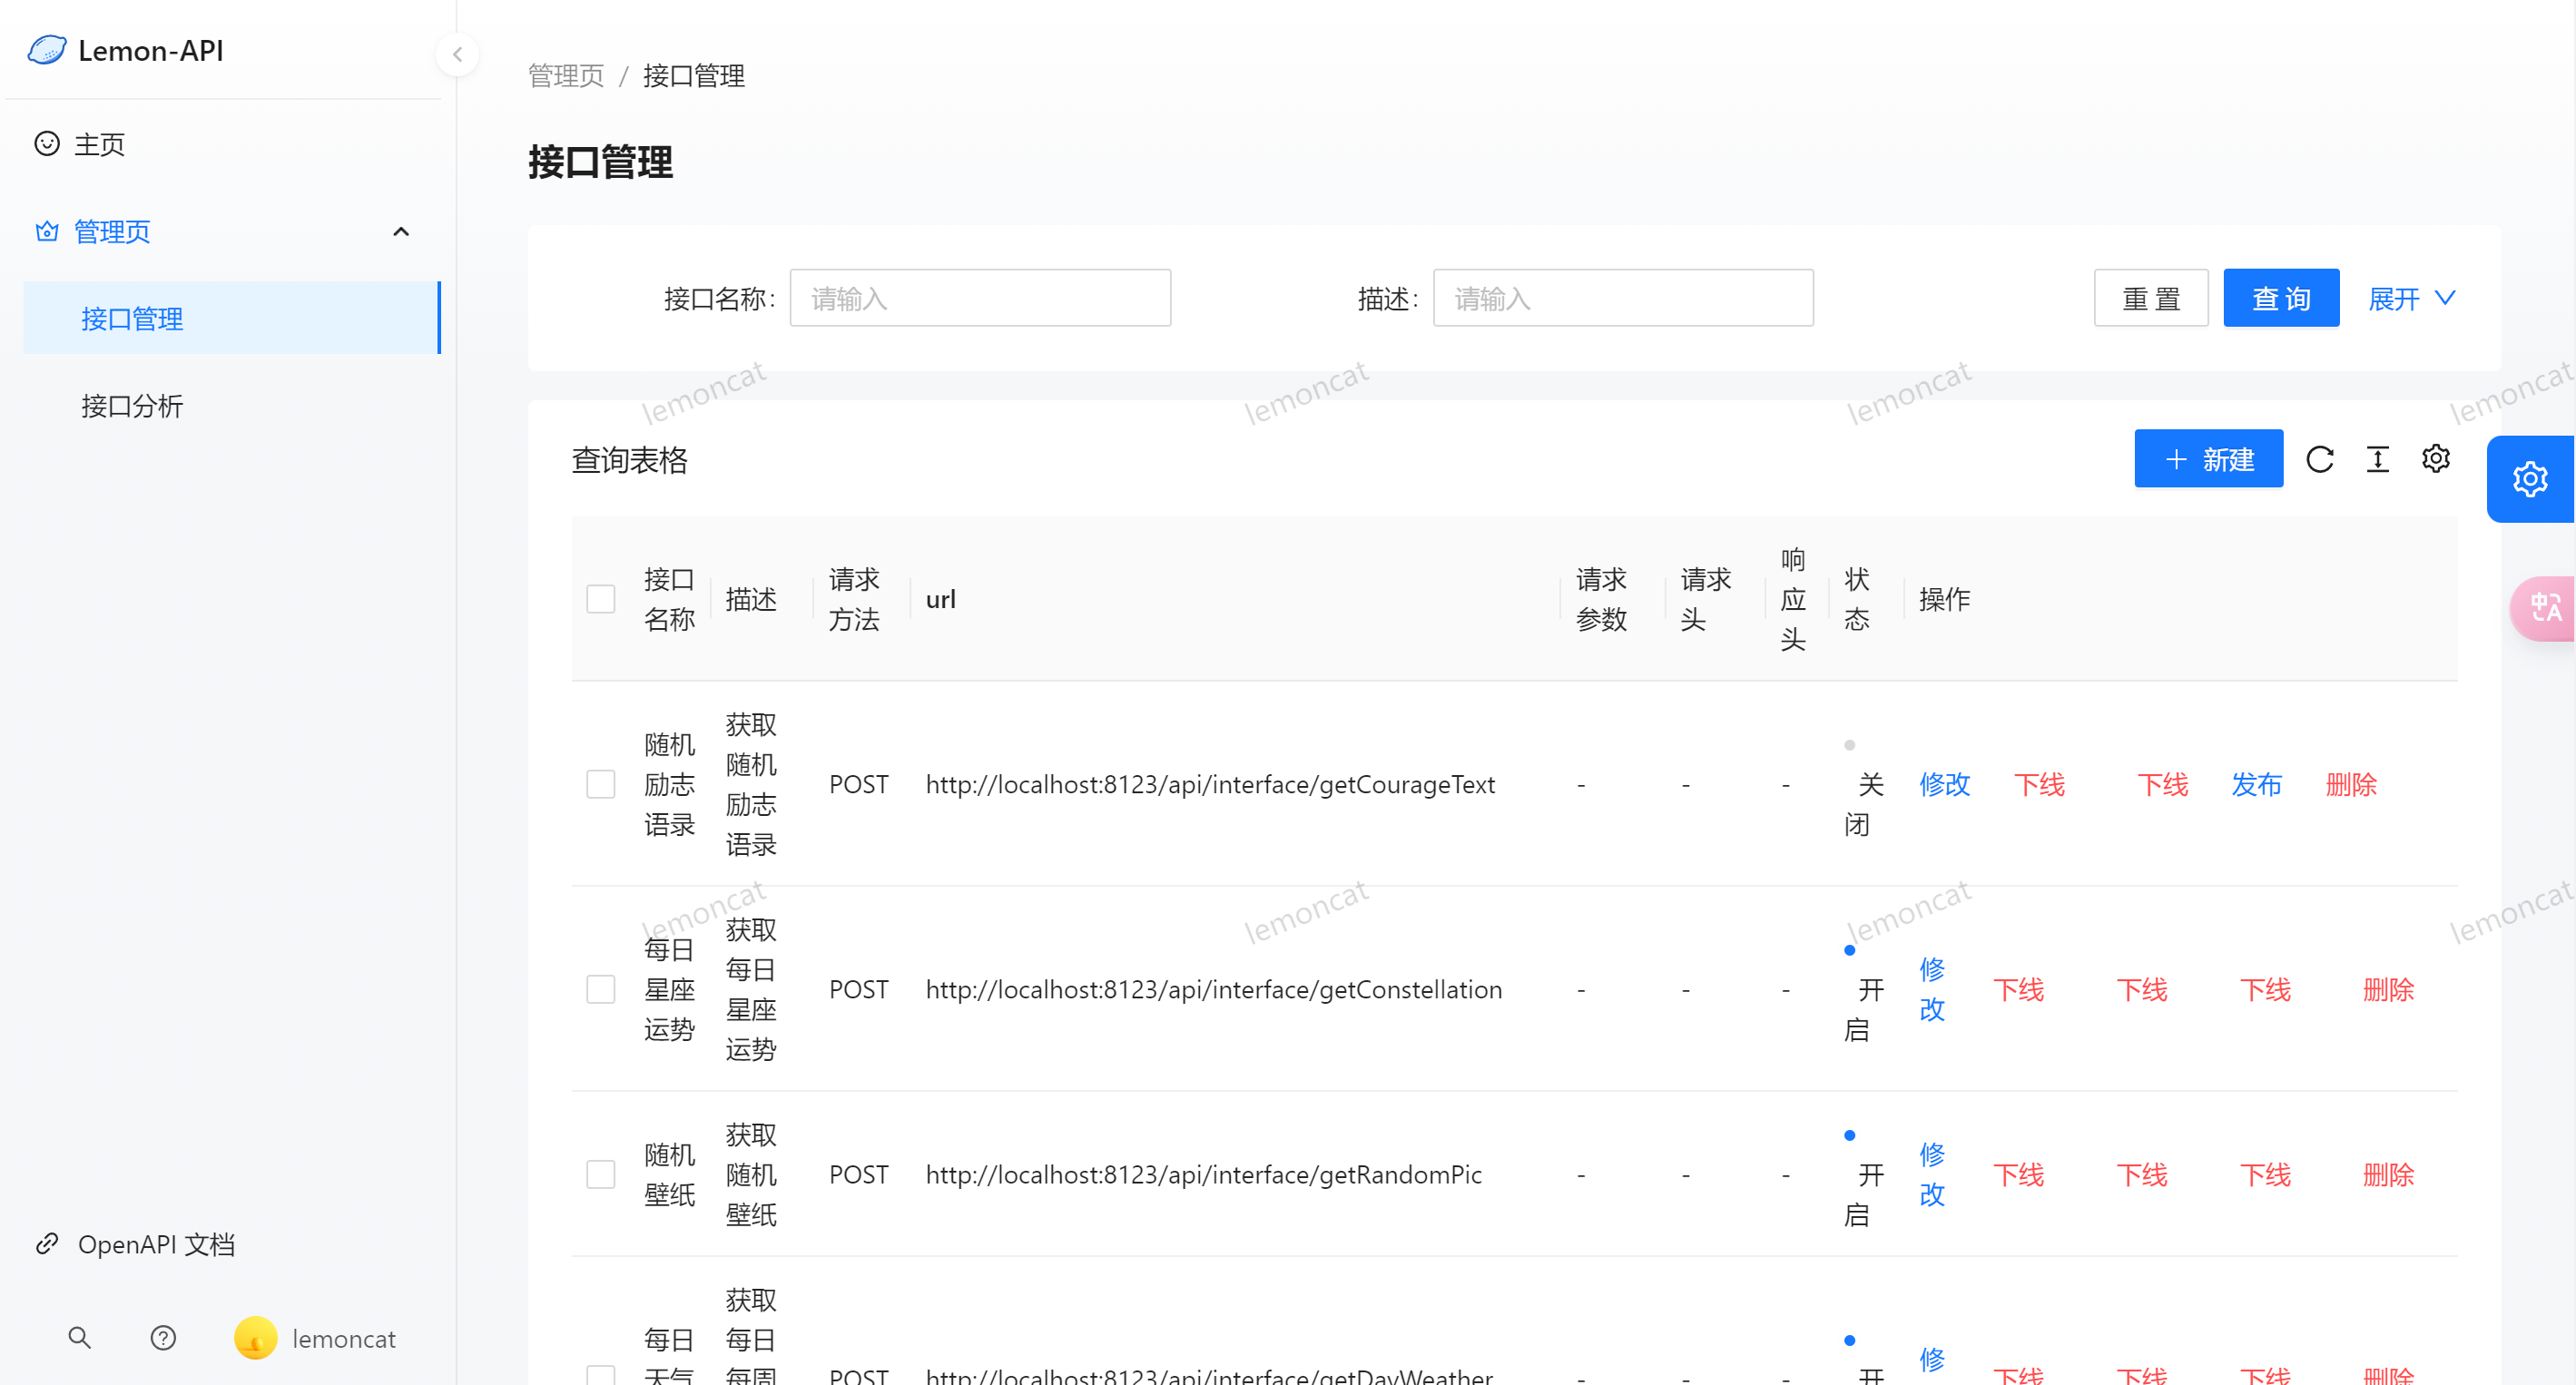 Lemon-API
主页
管理页
接口管理
接口分析
OpenAPI 文档
lemoncat
管理页 / 接口管理
接口管理
接口名称: 请输入
描述: 请输入
重置 查询 展开
lemoncat lemoncat lemoncat lemoncat
查询表格
新建
中A
接口
名称
描述
请求
方法
url
请求
参数
请求
头
响
应
头
状
态
操作
随机
励志
语录
获取
随机
励志
语录
POST
http://localhost:8123/api/interface/getCourageText
- - -
关
闭
修改 下线 下线 发布 删除
lemoncat lemoncat lemoncat lemoncat
每日
星座
运势
获取
每日
星座
运势
POST
http://localhost:8123/api/interface/getConstellation
- - -
开
启
修
改
下线 下线 下线 删除
随机
壁纸
获取
随机
壁纸
POST
http://localhost:8123/api/interface/getRandomPic
- - -
开
启
修
改
下线 下线 下线 删除
每日
天气
获取
每日
每周
POST
http://localhost:8123/api/interface/getDayWeather
- - -
开
修
下线 下线 下线 删除